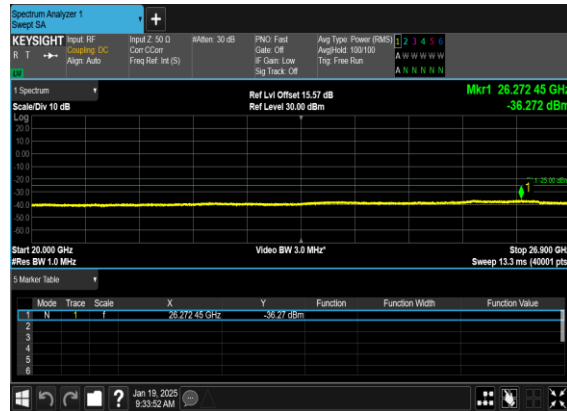 Spectrum Analyzer 1
Swept SA
+
KEYSIGHT Input: RF Input Z: 50 Ω #Atten: 30 dB PNO: Fast Avg Type: Power (RMS) 1 2 3 4 5 6
R T Coupling: DC Corr CCorr Gate: Off Avg|Hold: 100/100 A W W W W W
Align: Auto Freq Ref: Int (S) IF Gain: Low Trig: Free Run
Sig Track: Off A N N N N N
1 Spectrum Ref Lvl Offset 15.57 dB Mkr1 26.272 45 GHz
Scale/Div 10 dB Ref Level 30.00 dBm -36.272 dBm
Log
20.0
10.0
0.00
-10.0
-20.0
-25.00 dBm
-30.0
1
-40.0
-50.0
-60.0
Start 20.000 GHz Video BW 3.0 MHz* Stop 26.900 GHz
#Res BW 1.0 MHz Sweep 13.3 ms (40001 pts)
5 Marker Table
Mode Trace Scale X Y Function Function Width Function Value
1 N 1 f 26.272 45 GHz -36.27 dBm
2
3
4
5
6
? Jan 19, 2025
9:33:52 AM